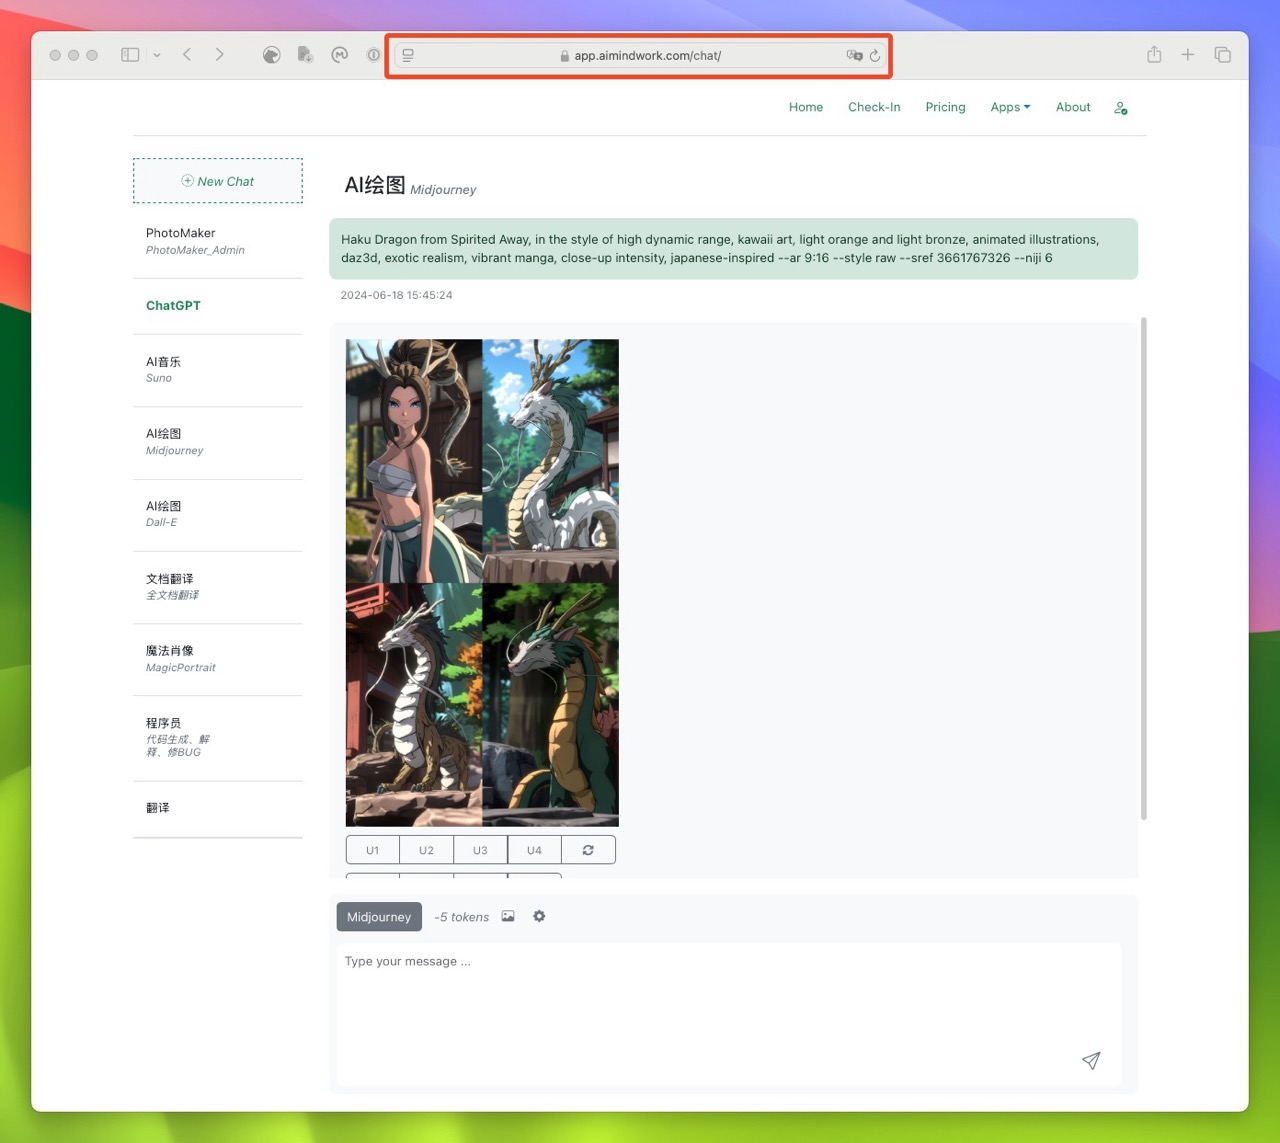 app.aimindwork.com/chat/
Home
Check-In
Pricing
Apps
About
New Chat
PhotoMaker
PhotoMaker_Admin
ChatGPT
AI音乐
Suno
AI绘图
Midjourney
AI绘图
Dall-E
文档翻译
全文档翻译
魔法肖像
MagicPortrait
程序员
代码生成、解
释、修BUG
翻译
AI绘图 Midjourney
Haku Dragon from Spirited Away, in the style of high dynamic range, kawaii art, light orange and light bronze, animated illustrations,
daz3d, exotic realism, vibrant manga, close-up intensity, japanese-inspired --ar 9:16 --style raw --sref 3661767326 --niji 6
2024-06-18 15:45:24
U1
U2
U3
U4
Midjourney
-5 tokens
Type your message ...